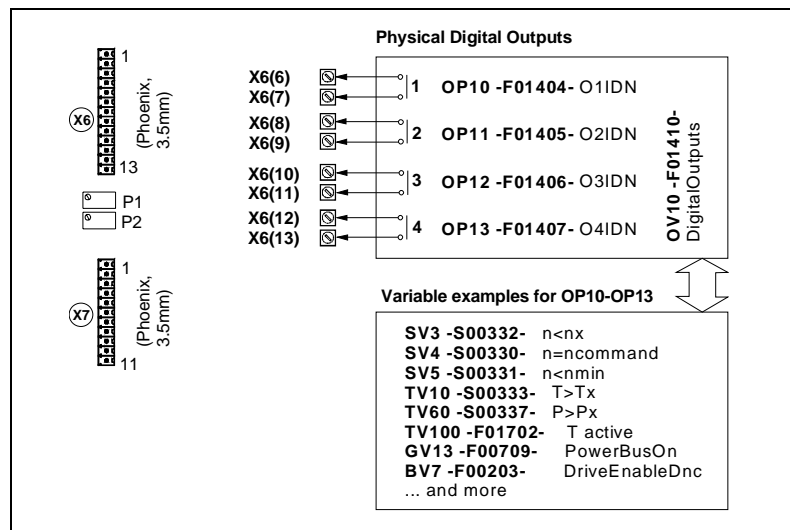 Physical Digital Outputs
X6
1
(Phoenix,
3.5mm)
13
P1
P2
X7
1
(Phoenix,
3.5mm)
11
X6(6)
X6(7)
1 OP10 -F01404- O1IDN
X6(8)
X6(9)
2 OP11 -F01405- O2IDN
X6(10)
X6(11)
3 OP12 -F01406- O3IDN
X6(12)
X6(13)
4 OP13 -F01407- O4IDN
OV10 -F01410-
DigitalOutputs
Variable examples for OP10-OP13
SV3 -S00332- n<nx
SV4 -S00330- n=ncommand
SV5 -S00331- n<nmin
TV10 -S00333- T>Tx
TV60 -S00337- P>Px
TV100 -F01702- T active
GV13 -F00709- PowerBusOn
BV7 -F00203- DriveEnableDnc
... and more